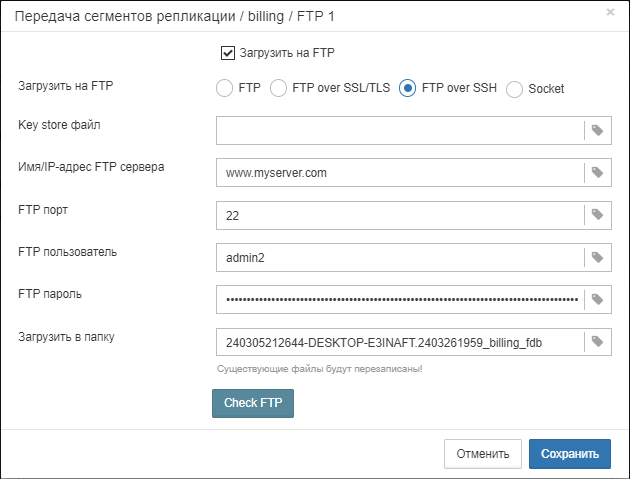 Передача сегментов репликации / billing / FTP 1
×
Загрузить на FTP
Загрузить на FTP FTP FTP over SSL/TLS FTP over SSH Socket
Key store файл
Имя/IP-адрес FTP сервера www.myserver.com
FTP порт 22
FTP пользователь admin2
FTP пароль
Загрузить в папку 240305212644-DESKTOP-E3INAFT.2403261959_billing_fdb
Существующие файлы будут перезаписаны!
Check FTP
Отменить Сохранить